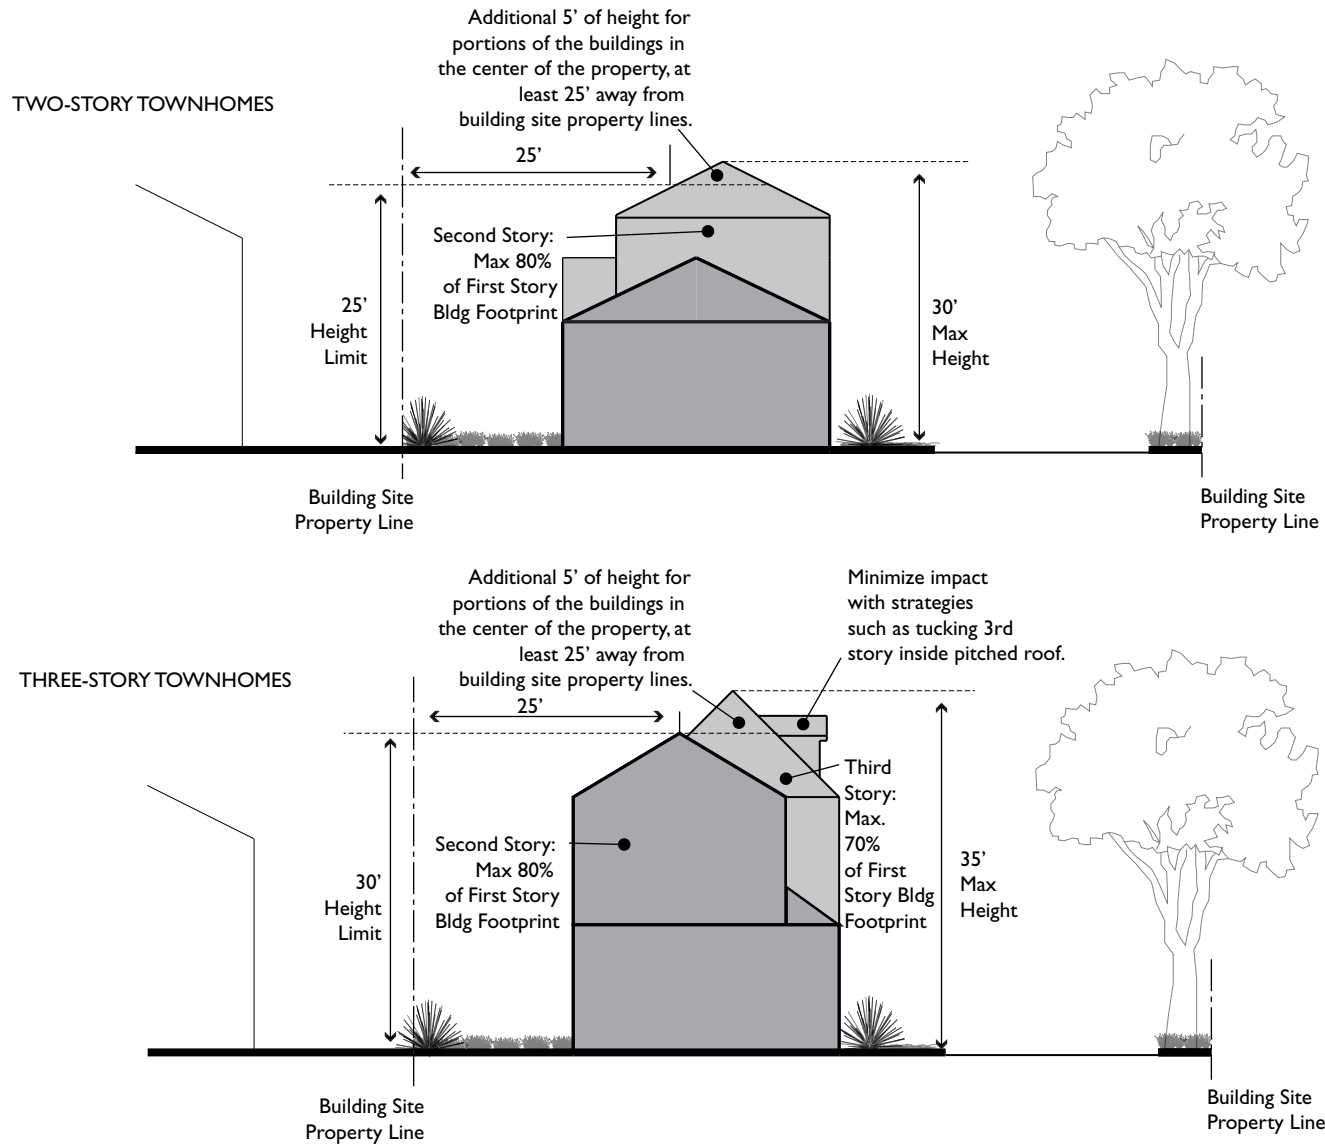 Additional 5’ of height for
portions of the buildings in
the center of the property, at
least 25’ away from
building site property lines.
TWO-STORY TOWNHOMES
25’
Second Story:
Max 80%
of First Story
Bldg Footprint
25’
Height
Limit
30’
Max
Height
Building Site
Property Line
Building Site
Property Line
Additional 5’ of height for
portions of the buildings in
the center of the property, at
least 25’ away from
building site property lines.
Minimize impact
with strategies
such as tucking 3rd
story inside pitched roof.
THREE-STORY TOWNHOMES
25’
Third
Story:
Max.
70%
of First
Story Bldg
Footprint
Second Story:
Max 80%
of First Story
Bldg Footprint
30’
Height
Limit
35’
Max
Height
Building Site
Property Line
Building Site
Property Line